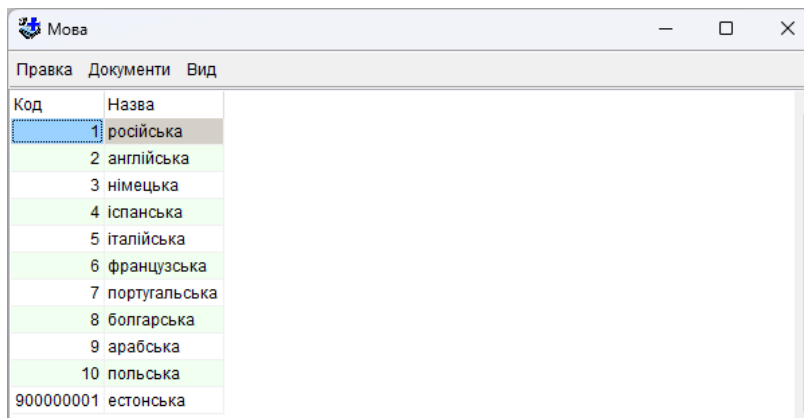 Мова
Правка Документи Вид
Код Назва
1 російська
2 англійська
3 німецька
4 іспанська
5 італійська
6 французська
7 португальська
8 болгарська
9 арабська
10 польська
900000001 естонська